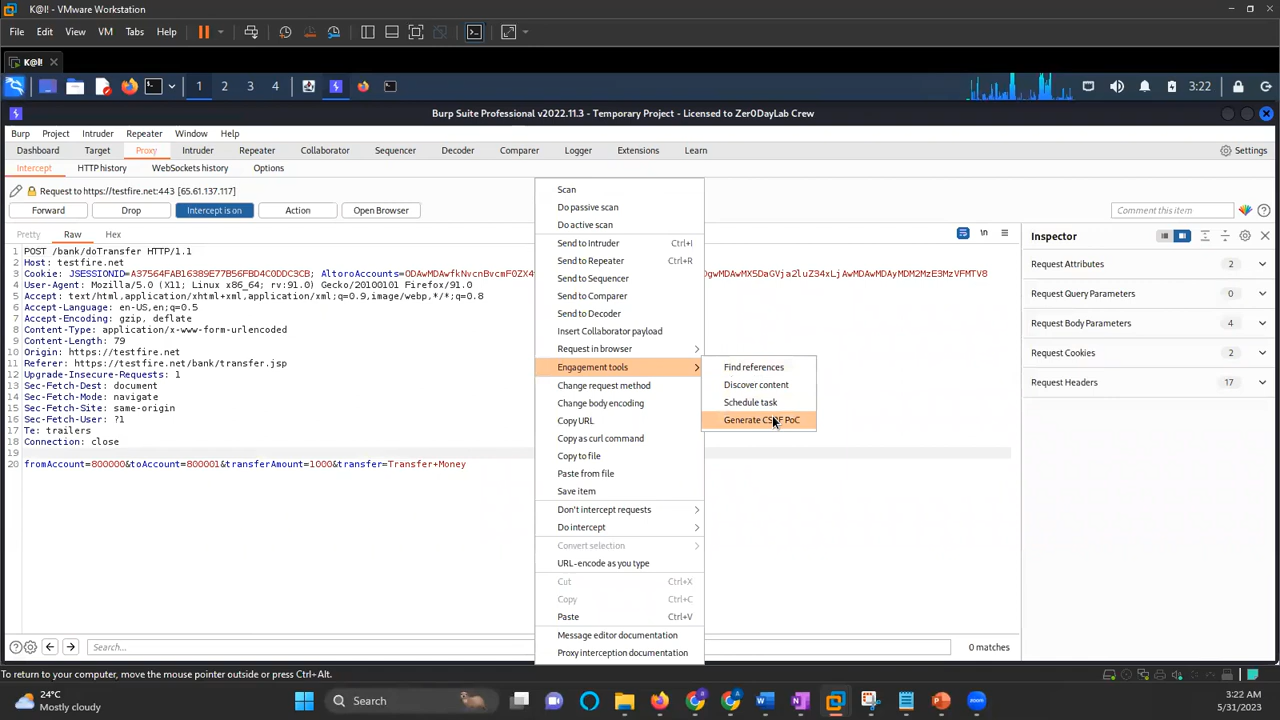 K@l! - VMware Workstation
File Edit View VM Tabs Help
K@l!
1 2 3 4 3:22
Burp Suite Professional v2022.11.3 - Temporary Project - Licensed to Zer0DayLab Crew
Burp Project Intruder Repeater Window Help
Dashboard Target Proxy Intruder Repeater Collaborator Sequencer Decoder Comparer Logger Extensions Learn Settings
Intercept HTTP history WebSockets history Options
Request to https://testfire.net:443 [65.61.137.117]
Forward Drop Intercept is on Action Open Browser Comment this item
Pretty Raw Hex \n
1 POST /bank/doTransfer HTTP/1.1
2 Host: testfire.net
3 Cookie: JSESSIONID=A37564FAB16389E77B56FBD4C0DDC3CB;
4 User-Agent: Mozilla/5.0 (X11; Linux x86_64; rv:91.0) Gecko/20100101 Firefox/91.0
5 Accept: text/html,application/xhtml+xml,application/xml;q=0.9,image/webp,*/*;q=0.8
6 Accept-Language: en-US,en;q=0.5
7 Accept-Encoding: gzip, deflate
8 Content-Type: application/x-www-form-urlencoded
9 Content-Length: 79
10 Origin: https://testfire.net
11 Referer: https://testfire.net/bank/transfer.jsp
12 Upgrade-Insecure-Requests: 1
13 Sec-Fetch-Dest: document
14 Sec-Fetch-Mode: navigate
15 Sec-Fetch-Site: same-origin
16 Sec-Fetch-User: ?1
17 Te: trailers
18 Connection: close
19
20 fromAccount=800000&toAccount=800001&transferAmount=1000&transfer=Transfer+Money
Scan
Do passive scan
Do active scan
Send to Intruder Ctrl+I
Send to Repeater Ctrl+R
Send to Sequencer
Send to Comparer
Send to Decoder
Insert Collaborator payload
Request in browser
Engagement tools
Change request method
Change body encoding
Copy URL
Copy as curl command
Copy to file
Paste from file
Save item
Don't intercept requests
Do intercept
Convert selection
URL-encode as you type
Cut Ctrl+X
Copy Ctrl+C
Paste Ctrl+V
Message editor documentation
Proxy interception documentation
Find references
Discover content
Schedule task
Generate CSRF PoC
Inspector
Request Attributes 2
Request Query Parameters 0
Request Body Parameters 4
Request Cookies 2
Request Headers 17
Search... 0 matches
To return to your computer, move the mouse pointer outside or press Ctrl+Alt.
24°C
Mostly cloudy
Search
3:22 AM
5/31/2023